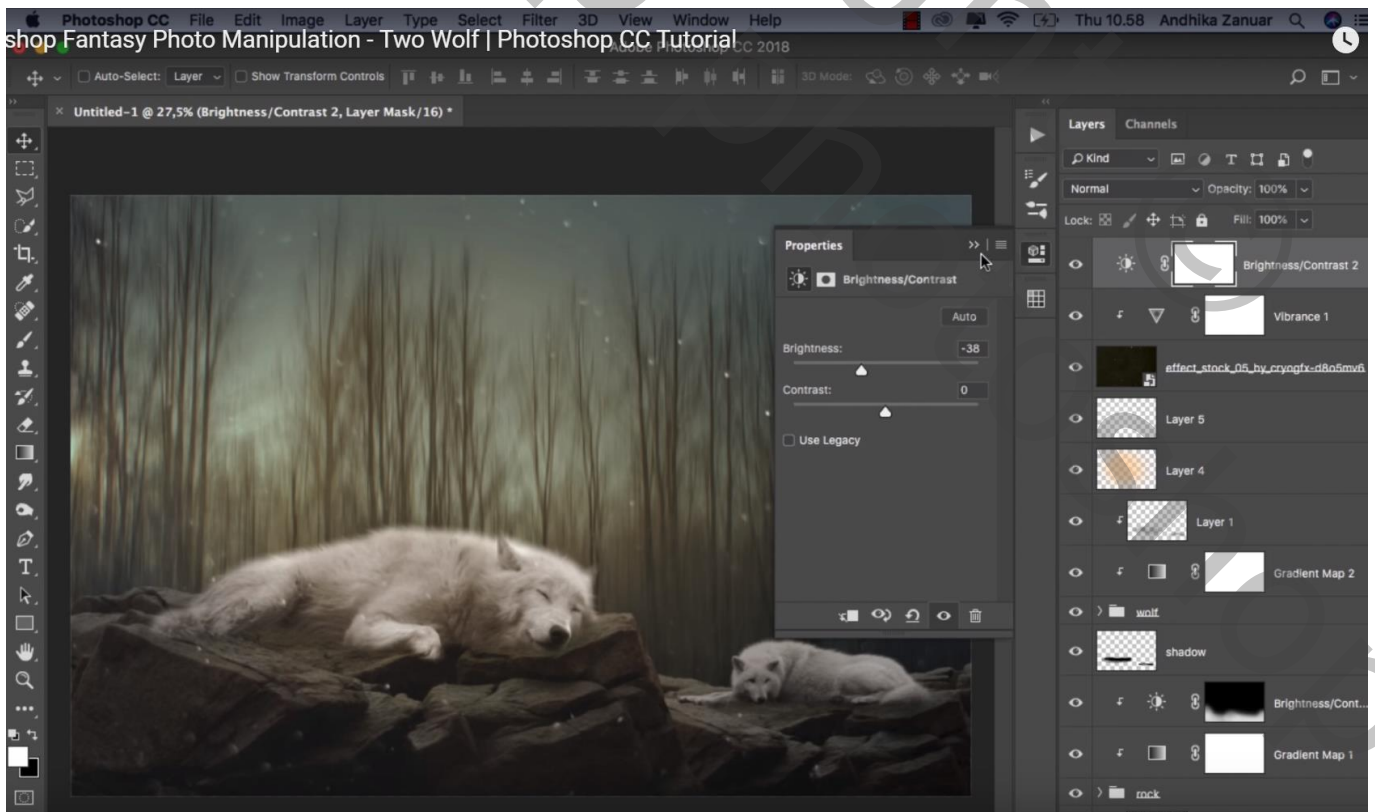 Photoshop CC File Edit Image Layer Type Select Filter 3D View Window Help Thu 10.58 Andhika Zanuar
shop Fantasy Photo Manipulation - Two Wolf | Photoshop CC Tutorial
Adobe Photoshop CC 2018
Auto-Select: Layer Show Transform Controls 3D Mode:
× Untitled-1 @ 27,5% (Brightness/Contrast 2, Layer Mask/16) *
Layers Channels
Kind
Normal Opacity: 100%
Lock: Fill: 100%
Properties
Brightness/Contrast
Auto
Brightness: -38
Contrast: 0
Use Legacy
Brightness/Contrast 2
Vibrance 1
effect_stock_05_by_cryogfx-d8o5mv6
Layer 5
Layer 4
Layer 1
Gradient Map 2
wolf
shadow
Brightness/Cont...
Gradient Map 1
rock